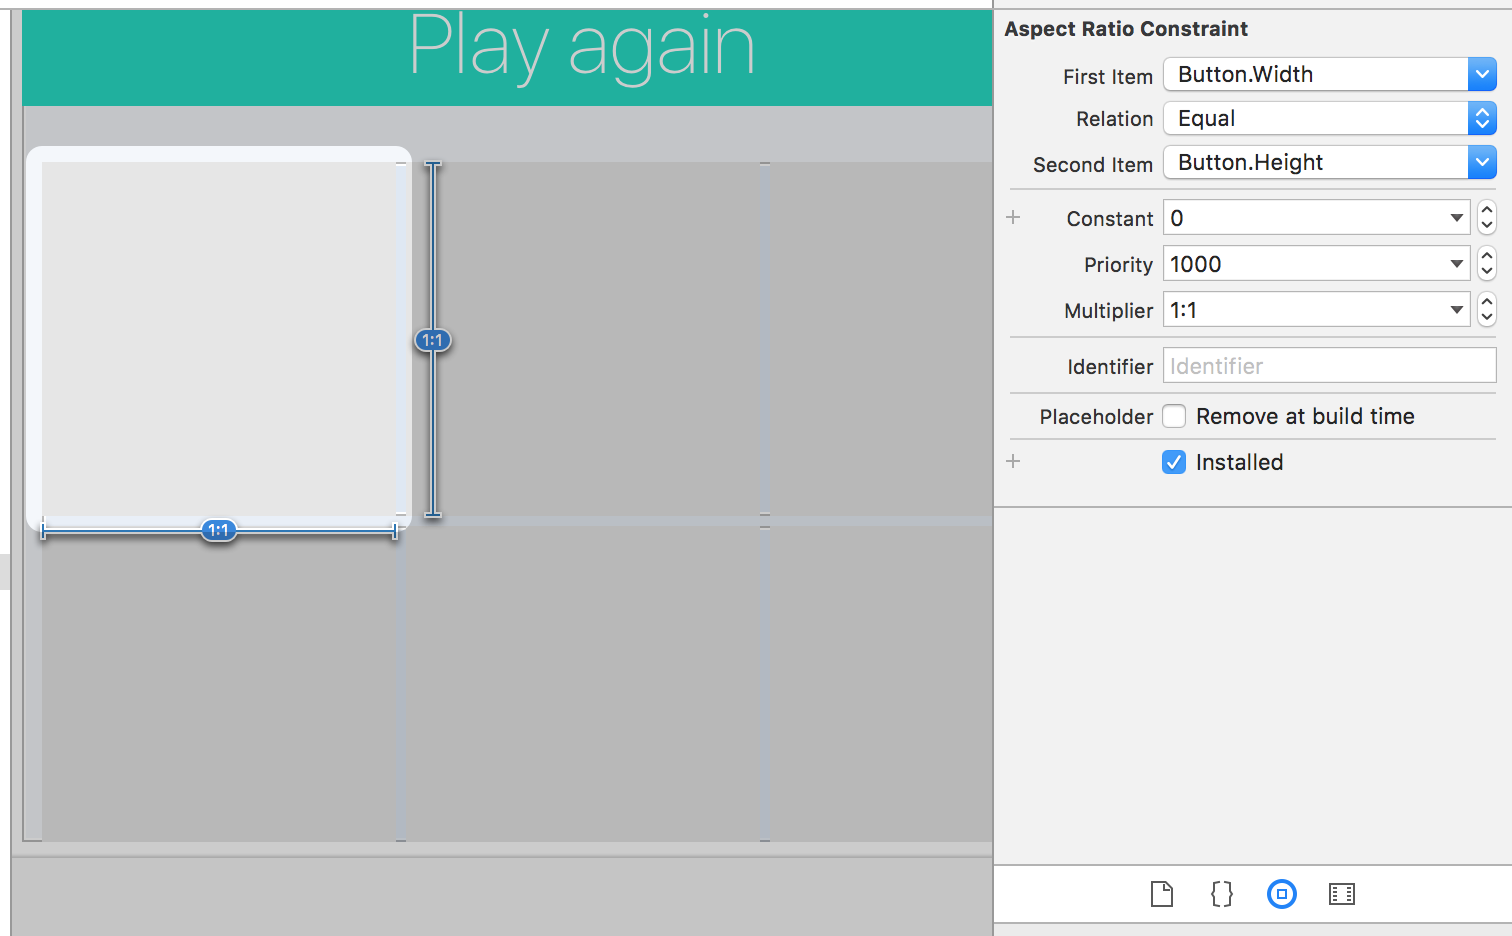 Play again
1:1
1:1
Aspect Ratio Constraint
First Item Button.Width
Relation Equal
Second Item Button.Height
Constant 0
Priority 1000
Multiplier 1:1
Identifier Identifier
Placeholder Remove at build time
Installed